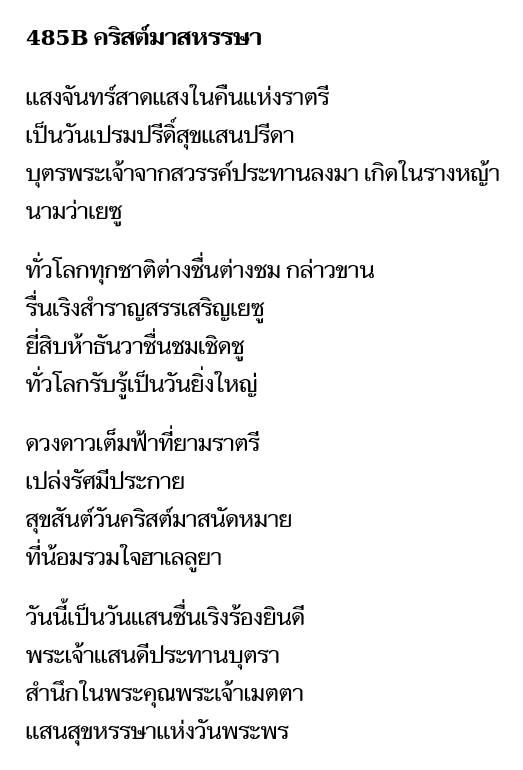 485B คริสต์มาสหรรษา
แสงจันทร์สาดแสงในคืนแห่งราตรี
เป็นวันเปรมปรีดิ์สุขแสนปรีดา
บุตรพระเจ้าจากสวรรค์ประทานลงมา เกิดในรางหญ้า
นามว่าเยซู
ทั่วโลกทุกชาติต่างชื่นต่างชม กล่าวขาน
รื่นเริงสำราญสรรเสริญเยซู
ยี่สิบห้าธันวาชื่นชมเชิดชู
ทั่วโลกรับรู้เป็นวันยิ่งใหญ่
ดวงดาวเต็มฟ้าที่ยามราตรี
เปล่งรัศมีประกาย
สุขสันต์วันคริสต์มาสนัดหมาย
ที่น้อมรวมใจฮาเลลูยา
วันนี้เป็นวันแสนชื่นเริงร้องยินดี
พระเจ้าแสนดีประทานบุตรา
สำนึกในพระคุณพระเจ้าเมตตา
แสนสุขหรรษาแห่งวันพระพร